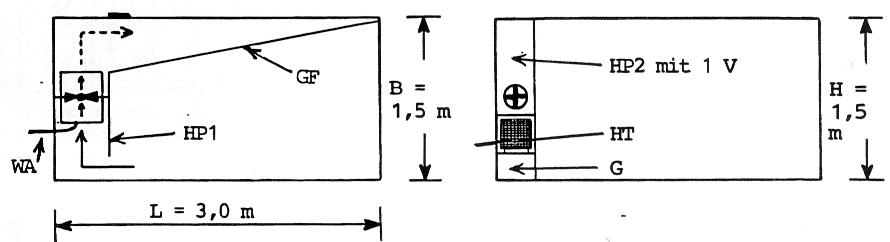 GF
B =
1,5 m
HP1
WA
L = 3,0 m
HP2 mit 1 V
H =
1,5
m
HT
G